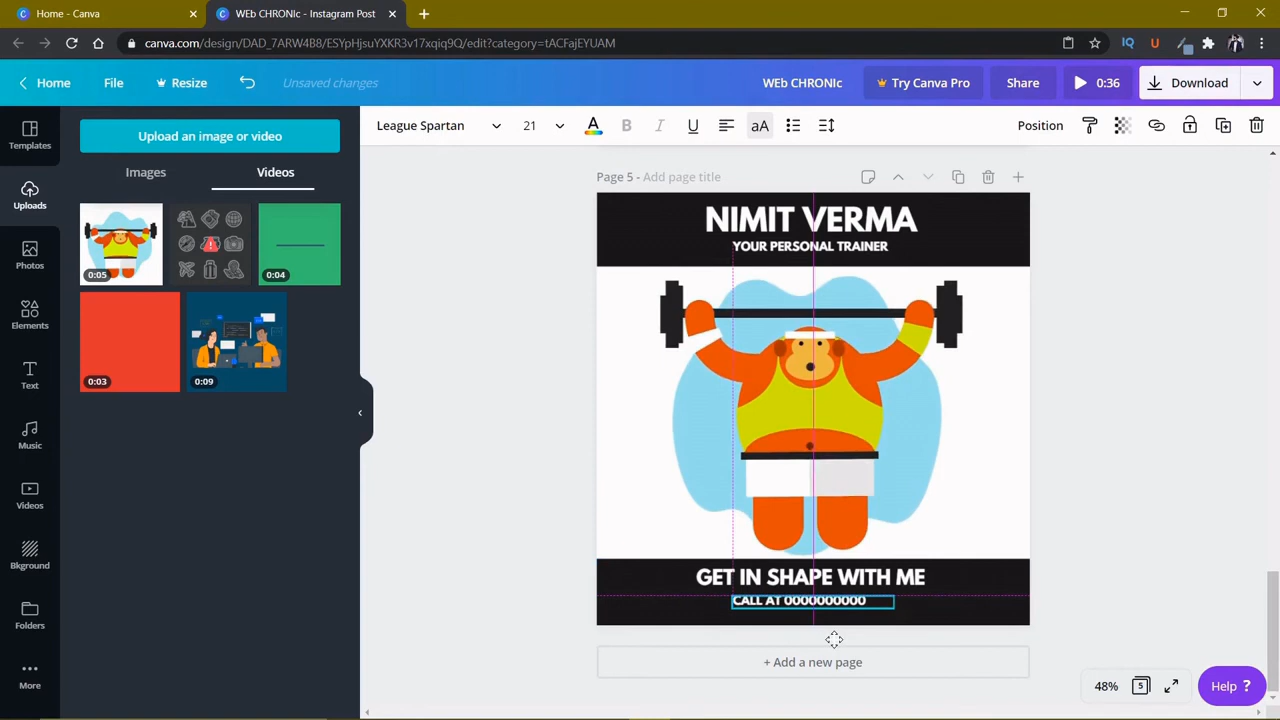 Home - Canva
WEb CHRONIc - Instagram Post
canva.com/design/DAD_7ARW4B8/ESYpHjsuYXKR3v17xqiq9Q/edit?category=tACFajEYUAM
Home
File
Resize
Unsaved changes
WEb CHRONIc
Try Canva Pro
Share
0:36
Download
League Spartan
21
A
B
I
U
aA
Position
Templates
Uploads
Photos
Elements
Text
Music
Videos
Bkground
Folders
More
Upload an image or video
Images
Videos
0:05
0:04
0:03
0:09
Page 5 - Add page title
NIMIT VERMA
YOUR PERSONAL TRAINER
GET IN SHAPE WITH ME
CALL AT 0000000000
+ Add a new page
48%
5
Help ?